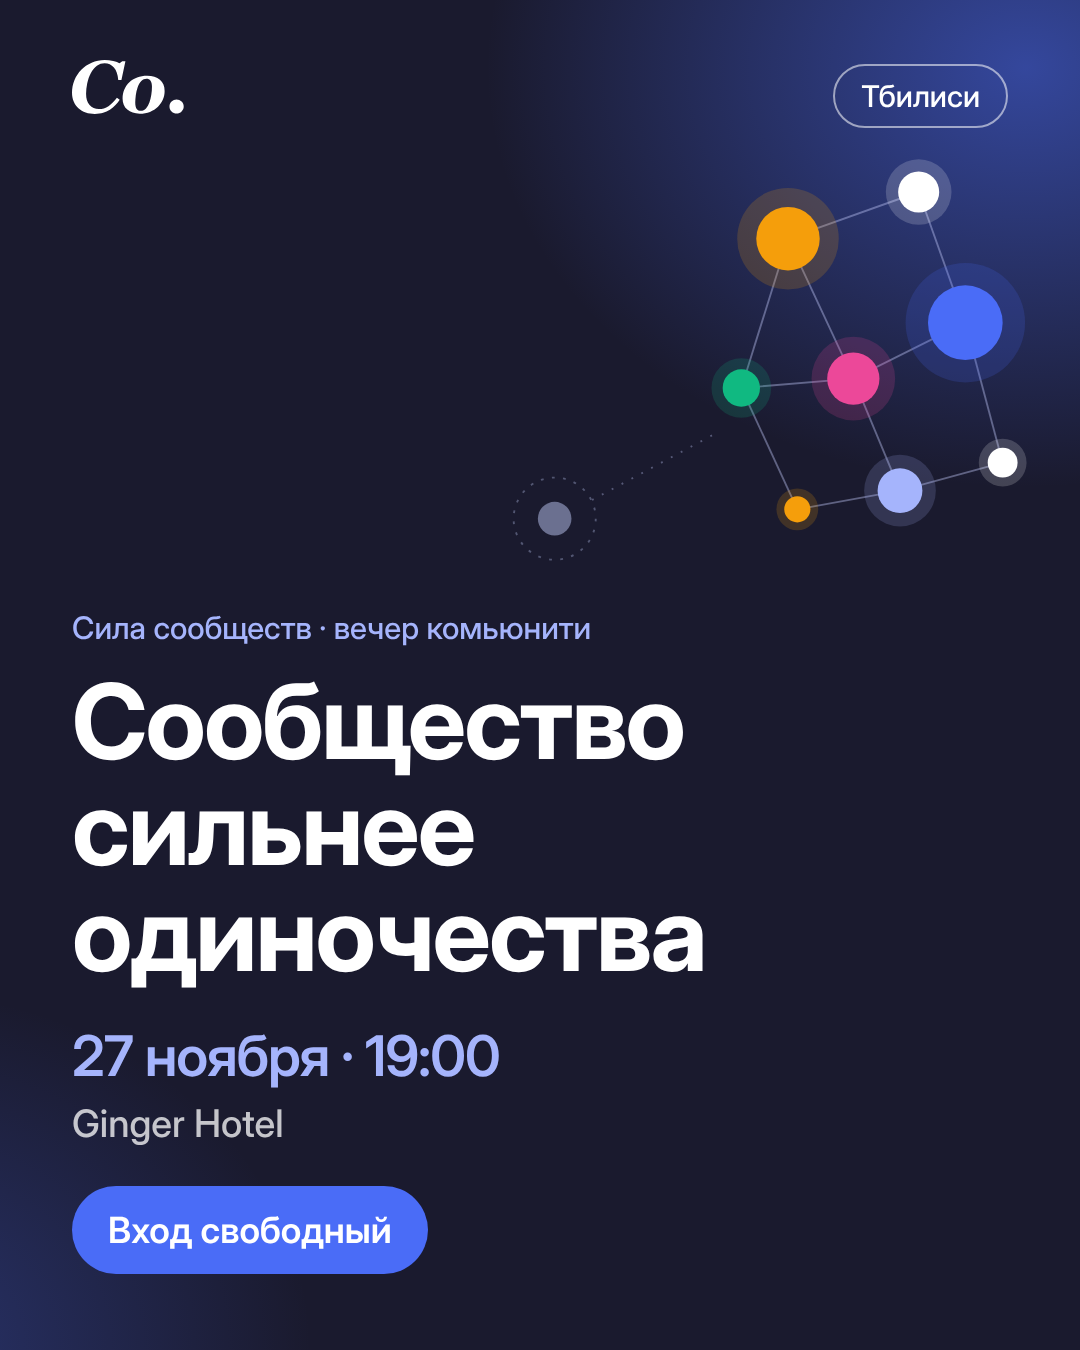 Co.
Тбилиси
Сила сообществ · вечер комьюнити
Сообщество
сильнее
одиночества
27 ноября · 19:00
Ginger Hotel
Вход свободный